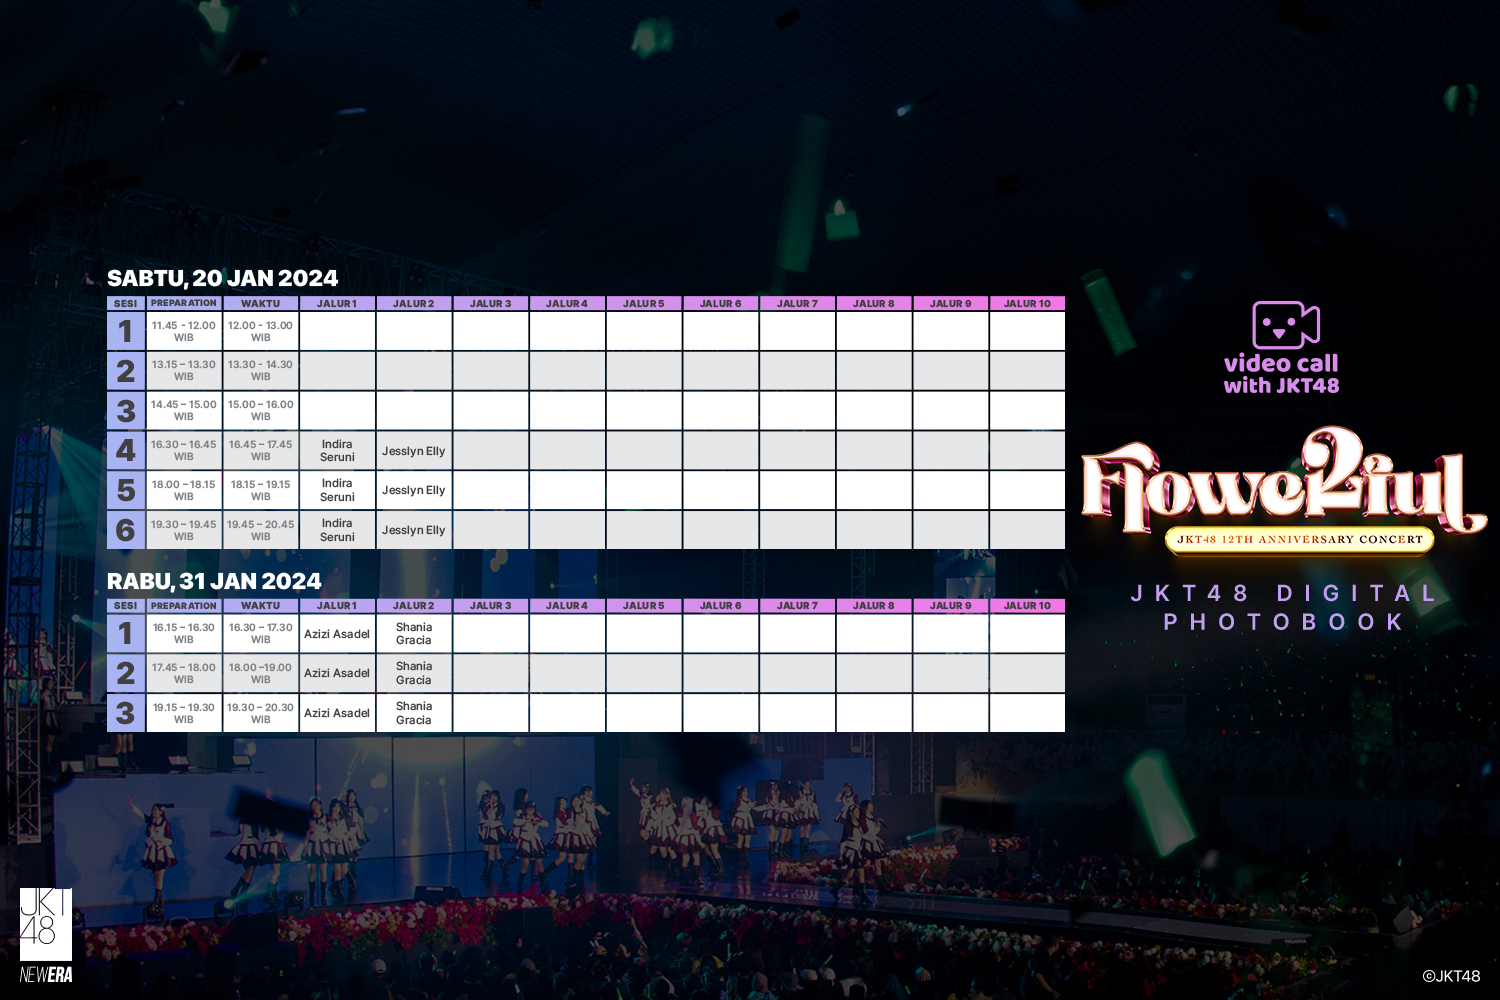 SABTU, 20 JAN 2024
SESI PREPARATION WAKTU JALUR 1 JALUR 2 JALUR 3 JALUR 4 JALUR 5 JALUR 6 JALUR 7 JALUR 8 JALUR 9 JALUR 10
1 11.45 - 12.00 WIB 12.00 - 13.00 WIB
2 13.15 – 13.30 WIB 13.30 - 14.30 WIB
3 14.45 – 15.00 WIB 15.00 – 16.00 WIB
4 16.30 – 16.45 WIB 16.45 – 17.45 WIB Indira Seruni Jesslyn Elly
5 18.00 – 18.15 WIB 18.15 – 19.15 WIB Indira Seruni Jesslyn Elly
6 19.30 – 19.45 WIB 19.45 – 20.45 WIB Indira Seruni Jesslyn Elly
RABU, 31 JAN 2024
SESI PREPARATION WAKTU JALUR 1 JALUR 2 JALUR 3 JALUR 4 JALUR 5 JALUR 6 JALUR 7 JALUR 8 JALUR 9 JALUR 10
1 16.15 – 16.30 WIB 16.30 – 17.30 WIB Azizi Asadel Shania Gracia
2 17.45 – 18.00 WIB 18.00 –19.00 WIB Azizi Asadel Shania Gracia
3 19.15 – 19.30 WIB 19.30 – 20.30 WIB Azizi Asadel Shania Gracia
video call
with JKT48
Flowe12ful
JKT48 12TH ANNIVERSARY CONCERT
JKT48 DIGITAL
PHOTOBOOK
JKT
48
NEW ERA
©JKT48